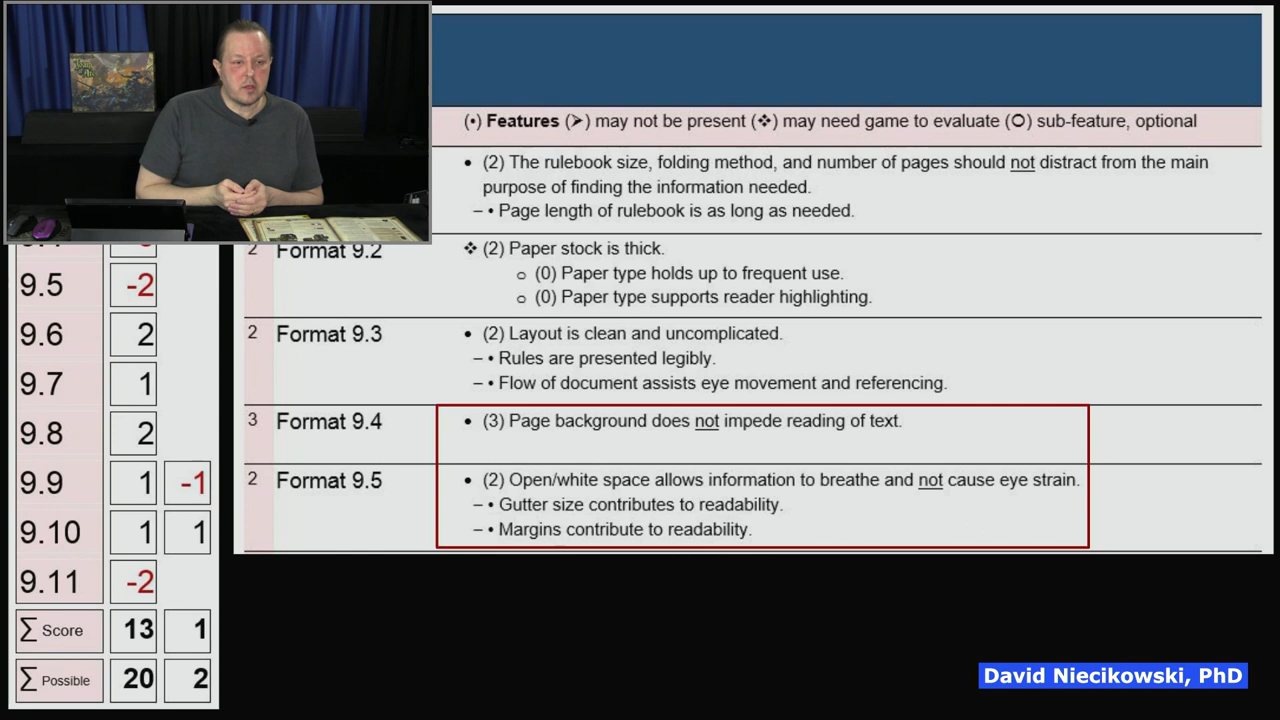 (•) Features (➤) may not be present (❖) may need game to evaluate (○) sub-feature, optional
• (2) The rulebook size, folding method, and number of pages should not distract from the main
purpose of finding the information needed.
– • Page length of rulebook is as long as needed.
2 Format 9.2 ❖ (2) Paper stock is thick.
○ (0) Paper type holds up to frequent use.
○ (0) Paper type supports reader highlighting.
2 Format 9.3 • (2) Layout is clean and uncomplicated.
– • Rules are presented legibly.
– • Flow of document assists eye movement and referencing.
3 Format 9.4 • (3) Page background does not impede reading of text.
2 Format 9.5 • (2) Open/white space allows information to breathe and not cause eye strain.
– • Gutter size contributes to readability.
– • Margins contribute to readability.
9.5 -2
9.6 2
9.7 1
9.8 2
9.9 1 -1
9.10 1 1
9.11 -2
∑ Score 13 1
∑ Possible 20 2
David Niecikowski, PhD